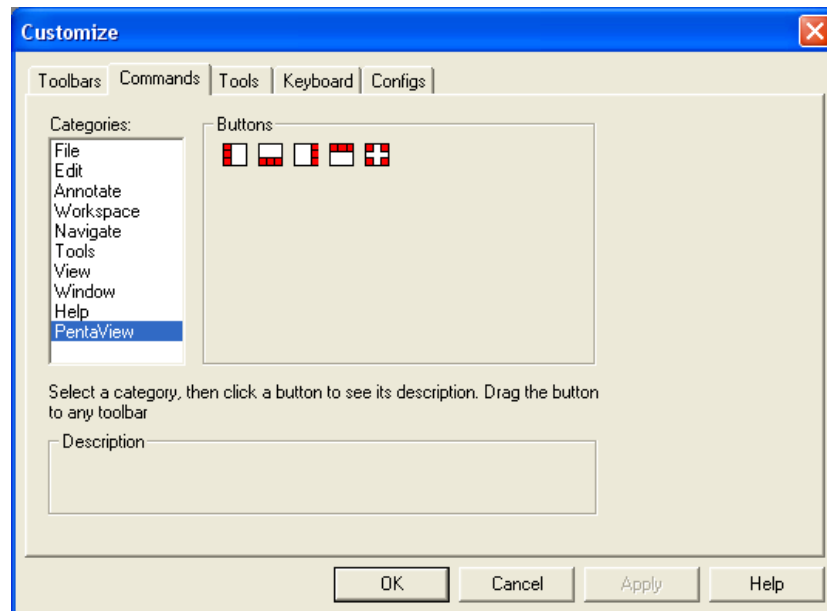 Customize
Toolbars Commands Tools Keyboard Configs
Categories:
File
Edit
Annotate
Workspace
Navigate
Tools
View
Window
Help
PentaView
Buttons
Select a category, then click a button to see its description. Drag the button
to any toolbar
Description
OK Cancel Apply Help